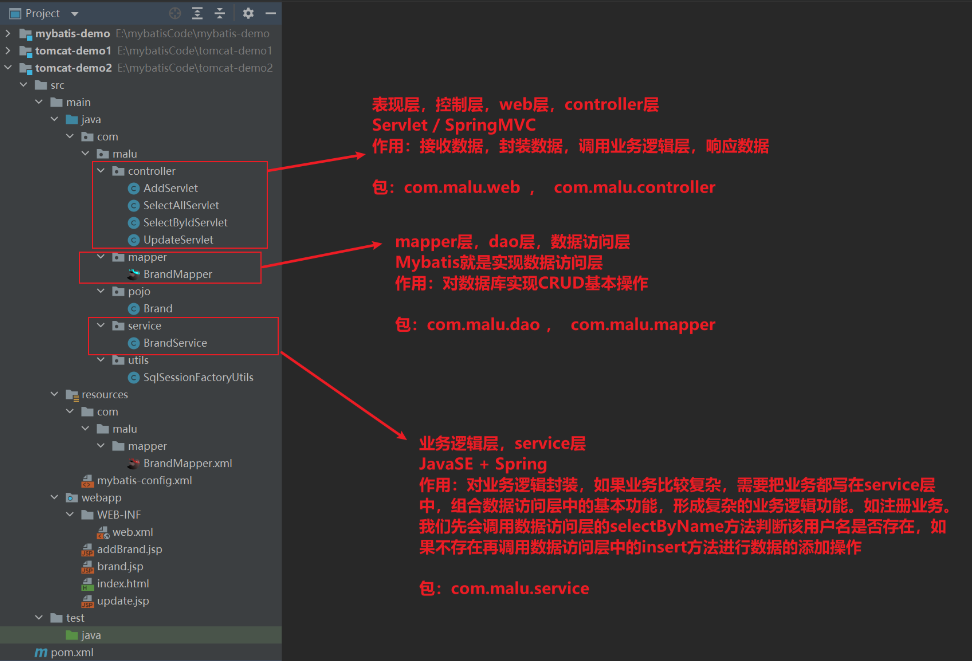 Project
mybatis-demo E:\mybatisCode\mybatis-demo
tomcat-demo1 E:\mybatisCode\tomcat-demo1
tomcat-demo2 E:\mybatisCode\tomcat-demo2
src
main
java
com
malu
controller
AddServlet
SelectAllServlet
SelectByIdServlet
UpdateServlet
mapper
BrandMapper
pojo
Brand
service
BrandService
utils
SqlSessionFactoryUtils
resources
com
malu
mapper
BrandMapper.xml
mybatis-config.xml
webapp
WEB-INF
web.xml
addBrand.jsp
brand.jsp
index.html
update.jsp
test
java
pom.xml
表现层，控制层，web层，controller层
Servlet / SpringMVC
作用：接收数据，封装数据，调用业务逻辑层，响应数据
包：com.malu.web ， com.malu.controller
mapper层，dao层，数据访问层
Mybatis就是实现数据访问层
作用：对数据库实现CRUD基本操作
包：com.malu.dao ， com.malu.mapper
业务逻辑层，service层
JavaSE + Spring
作用：对业务逻辑封装，如果业务比较复杂，需要把业务都写在service层
中，组合数据访问层中的基本功能，形成复杂的业务逻辑功能。如注册业务。
我们先会调用数据访问层的selectByName方法判断该用户名是否存在，如
果不存在再调用数据访问层中的insert方法进行数据的添加操作
包：com.malu.service